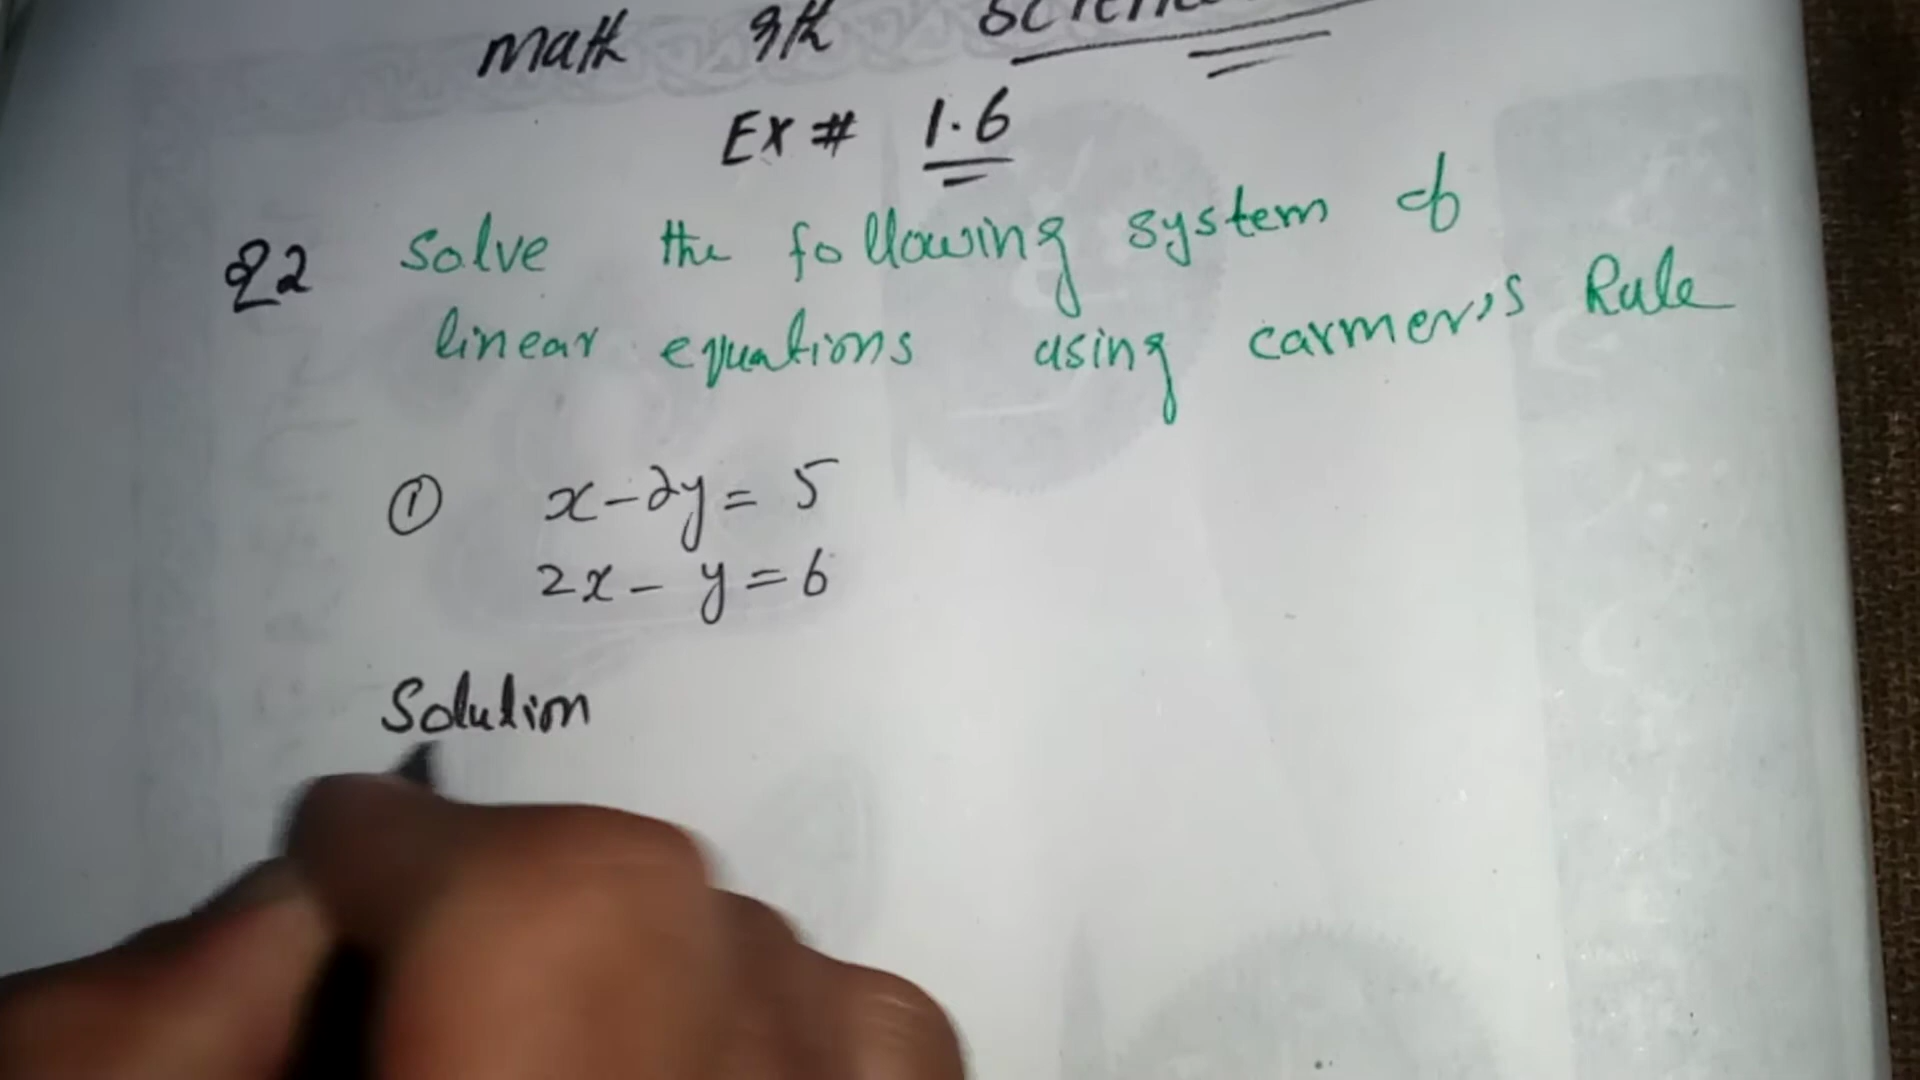 Math 9th Science
Ex # 1.6
Q2 Solve the following system of
linear equations using carmer's Rule
① x-2y= 5
2x- y=6
Solution